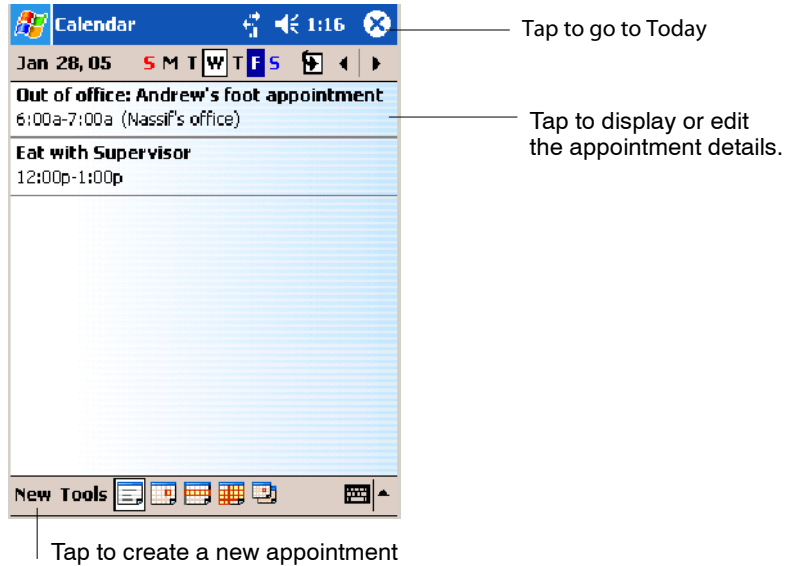 Calendar 1:16
Tap to go to Today
Jan 28, 05 S M T W T F S
Out of office: Andrew's foot appointment
6:00a-7:00a (Nassif's office)
Tap to display or edit
the appointment details.
Eat with Supervisor
12:00p-1:00p
New Tools
Tap to create a new appointment